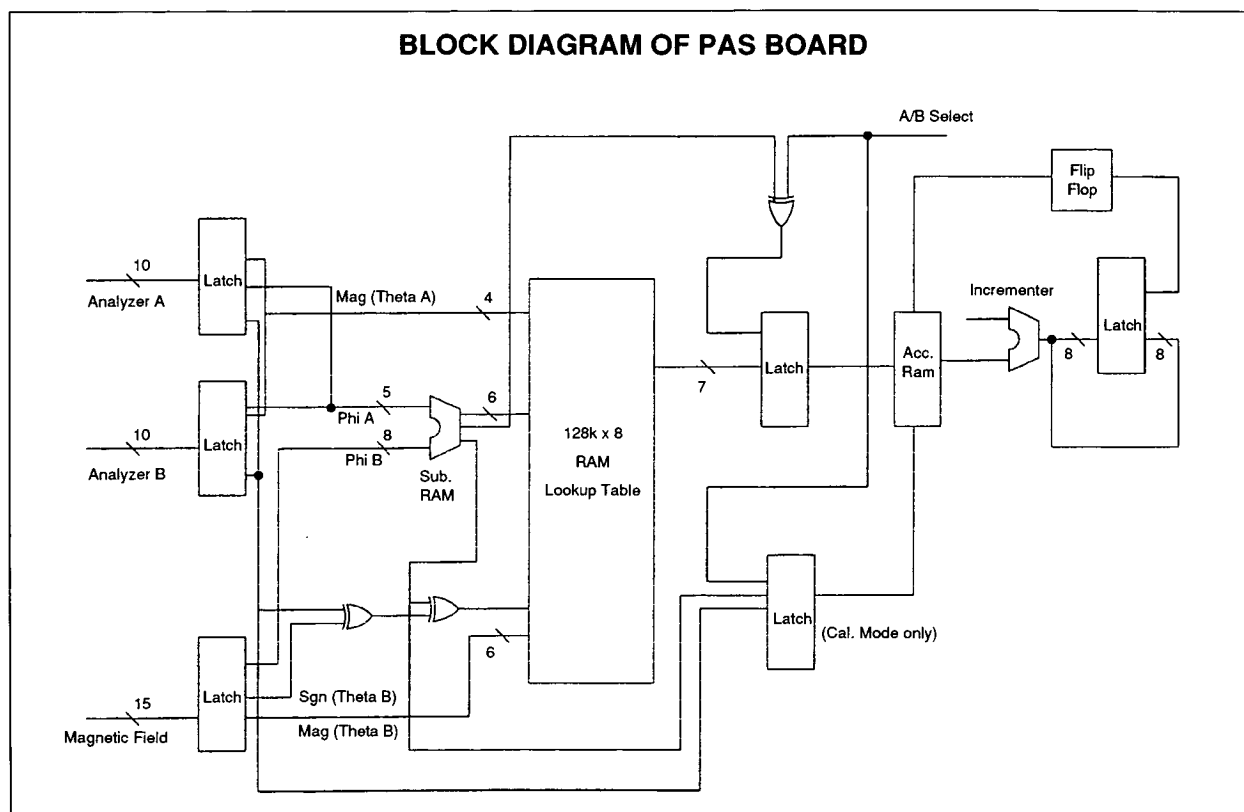 BLOCK DIAGRAM OF PAS BOARD
A/B Select
Flip
Flop
10
Latch
Analyzer A
Mag (Theta A)
4
Incrementer
Latch
8
8
Latch
Acc.
Ram
7
5
6
Phi A
10
Latch
Analyzer B
8
Phi B
Sub.
RAM
128k x 8
RAM
Lookup Table
Latch
(Cal. Mode only)
6
Latch
Sgn (Theta B)
15
Mag (Theta B)
Magnetic Field